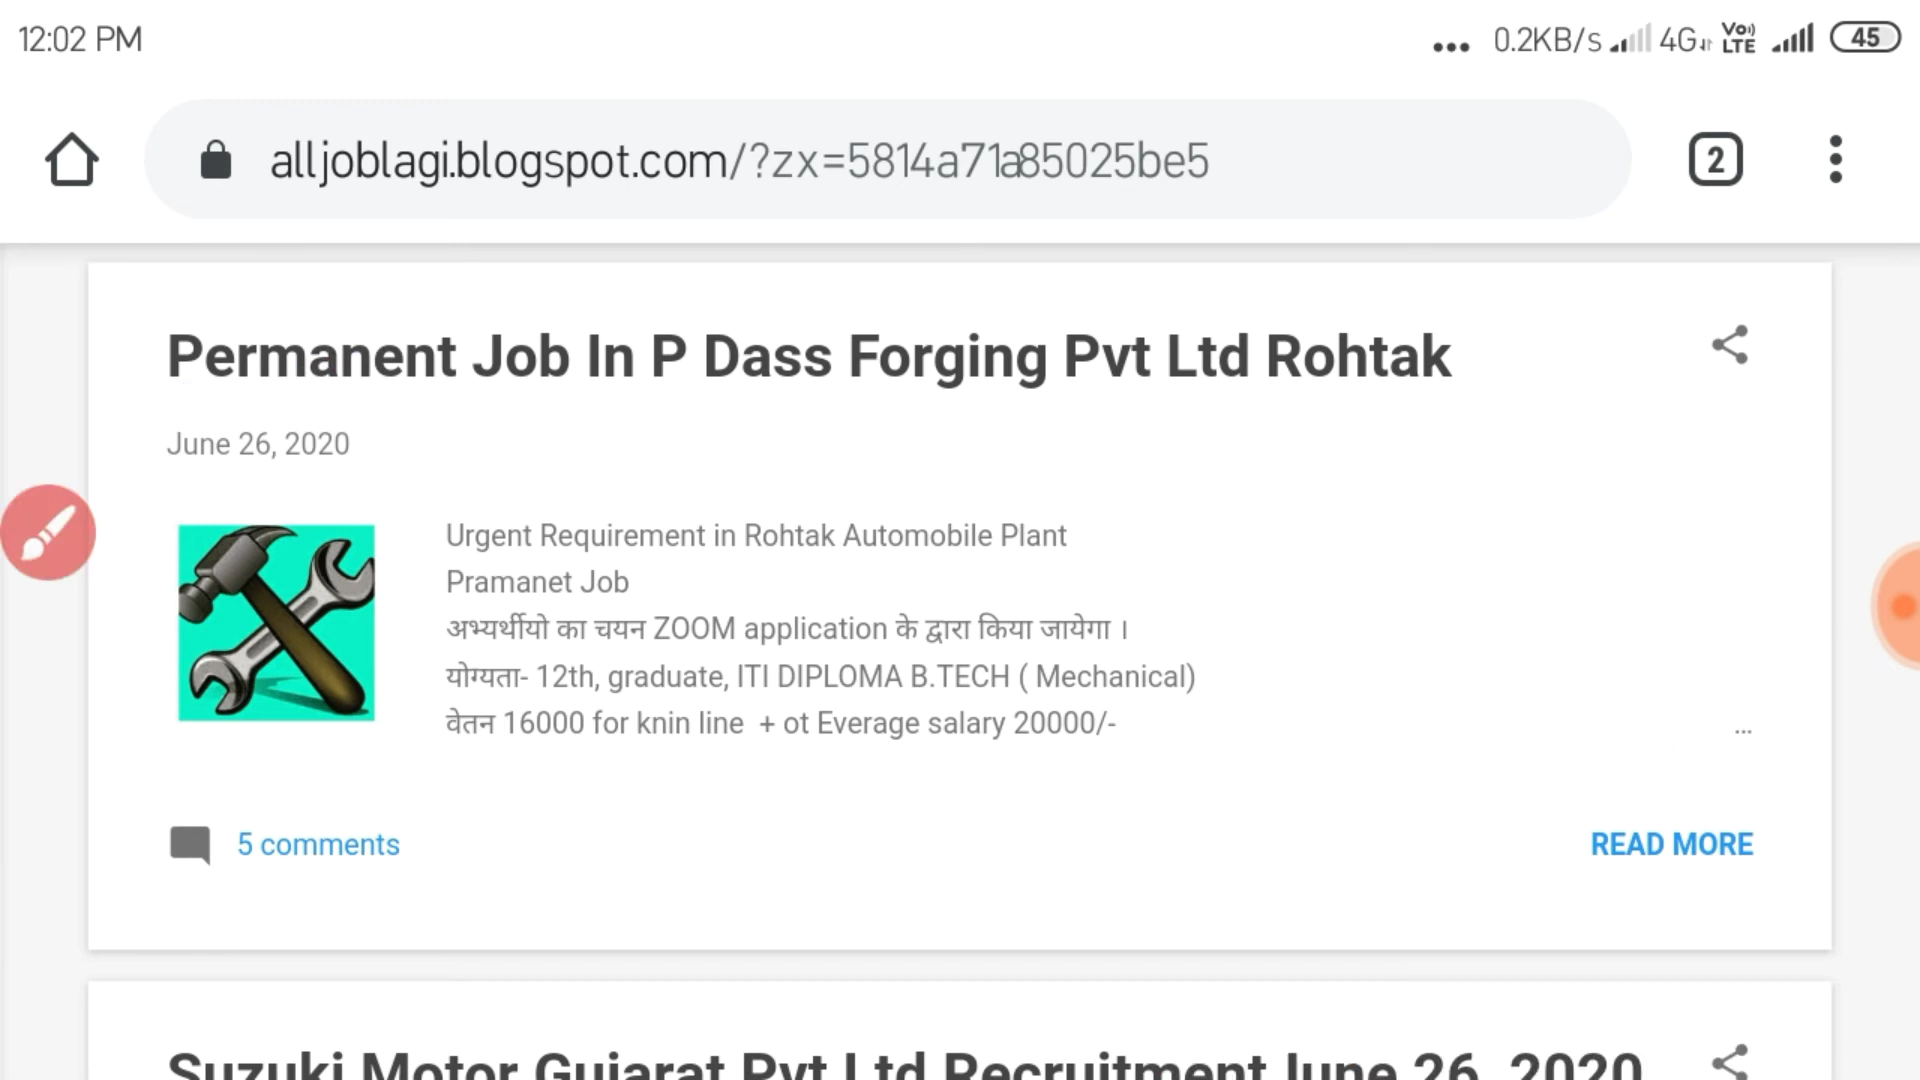 12:02 PM
... 0.2KB/s 4G Vo) LTE 45
alljoblagi.blogspot.com/?zx=5814a71a85025be5
2
Permanent Job In P Dass Forging Pvt Ltd Rohtak
June 26, 2020
Urgent Requirement in Rohtak Automobile Plant
Pramanet Job
अभ्यर्थीयो का चयन ZOOM application के द्वारा किया जायेगा ।
योग्यता- 12th, graduate, ITI DIPLOMA B.TECH ( Mechanical)
वेतन 16000 for knin line + ot Everage salary 20000/-
...
5 comments
READ MORE
Suzuki Motor Gujarat Pvt Ltd Recruitment June 26, 2020